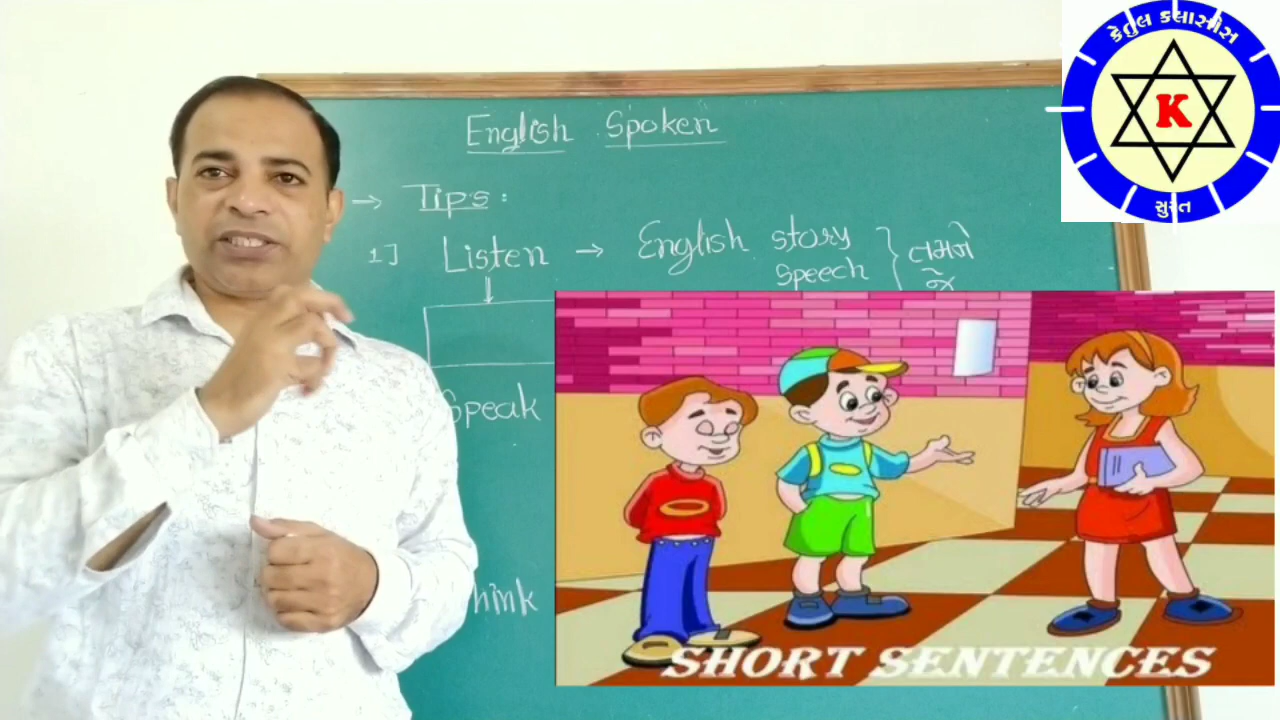 કેતુલ ક્લાસીસ
K
સુરત
English Spoken
→ Tips :
1] Listen → English story
speech } તમને
જે
Speak
hink
SHORT SENTENCES